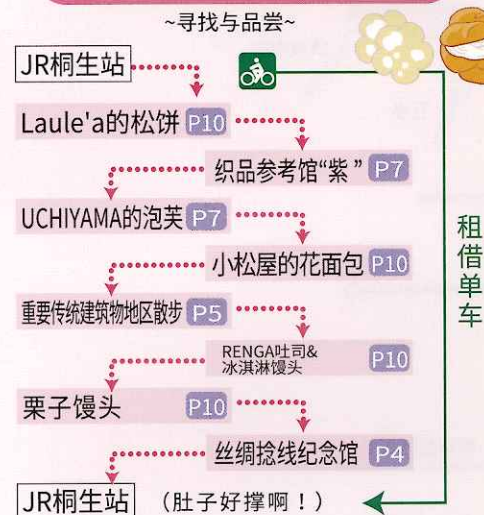 ~寻找与品尝~
JR桐生站
Laule'a的松饼 P10
织品参考馆“紫” P7
UCHIYAMA的泡芙 P7
小松屋的花面包 P10
重要传统建筑物地区散步 P5
RENGA吐司&
冰淇淋馒头 P10
栗子馒头 P10
丝绸捻线纪念馆 P4
JR桐生站 (肚子好撑啊！)
租借单车